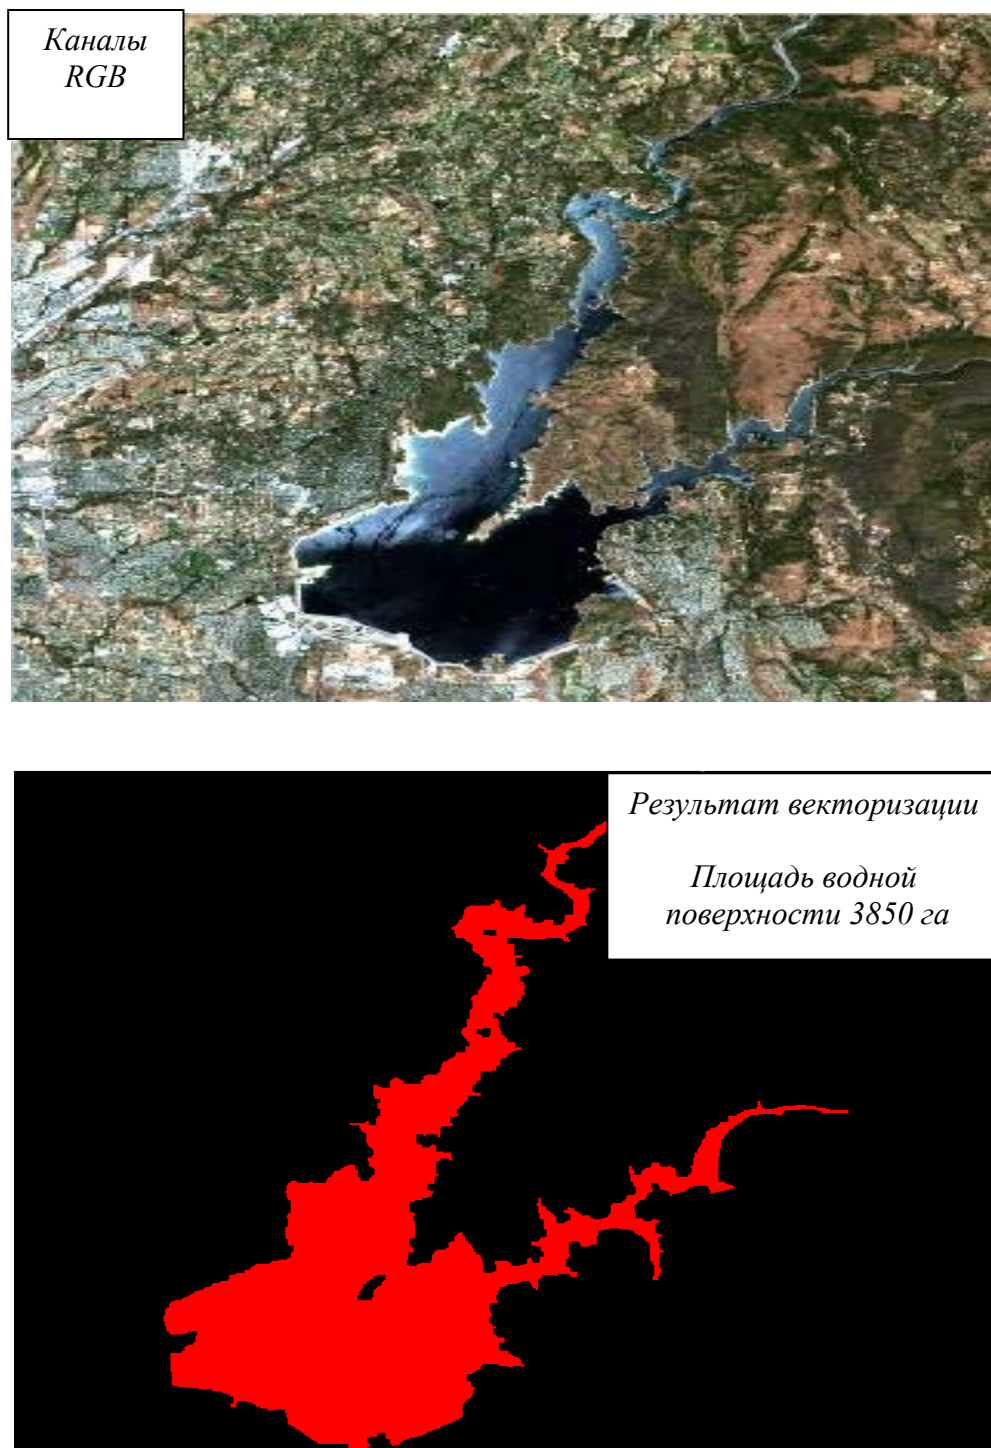 Каналы
RGB
Результат векторизации
Площадь водной
поверхности 3850 га